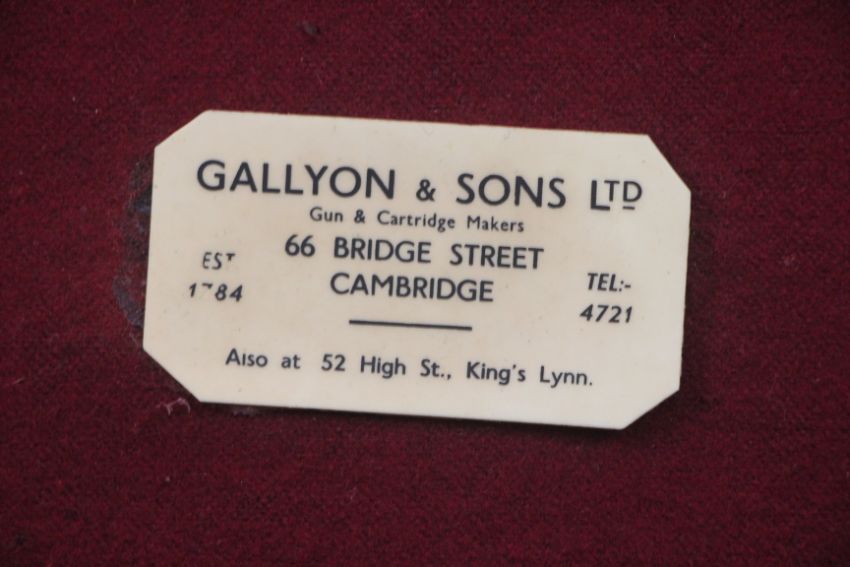 GALLYON & SONS LTD
Gun & Cartridge Makers
66 BRIDGE STREET
CAMBRIDGE
EST
1784
TEL:-
4721
Also at 52 High St., King's Lynn.